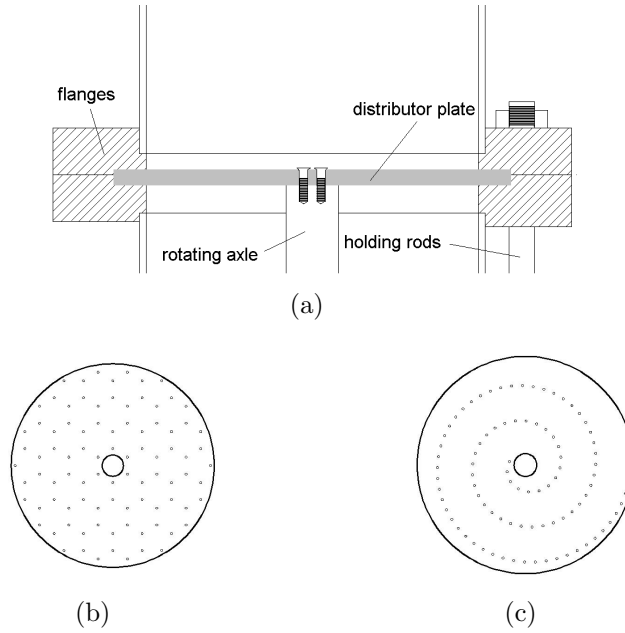 flanges
distributor plate
rotating axle
holding rods
(a)
(b)
(c)